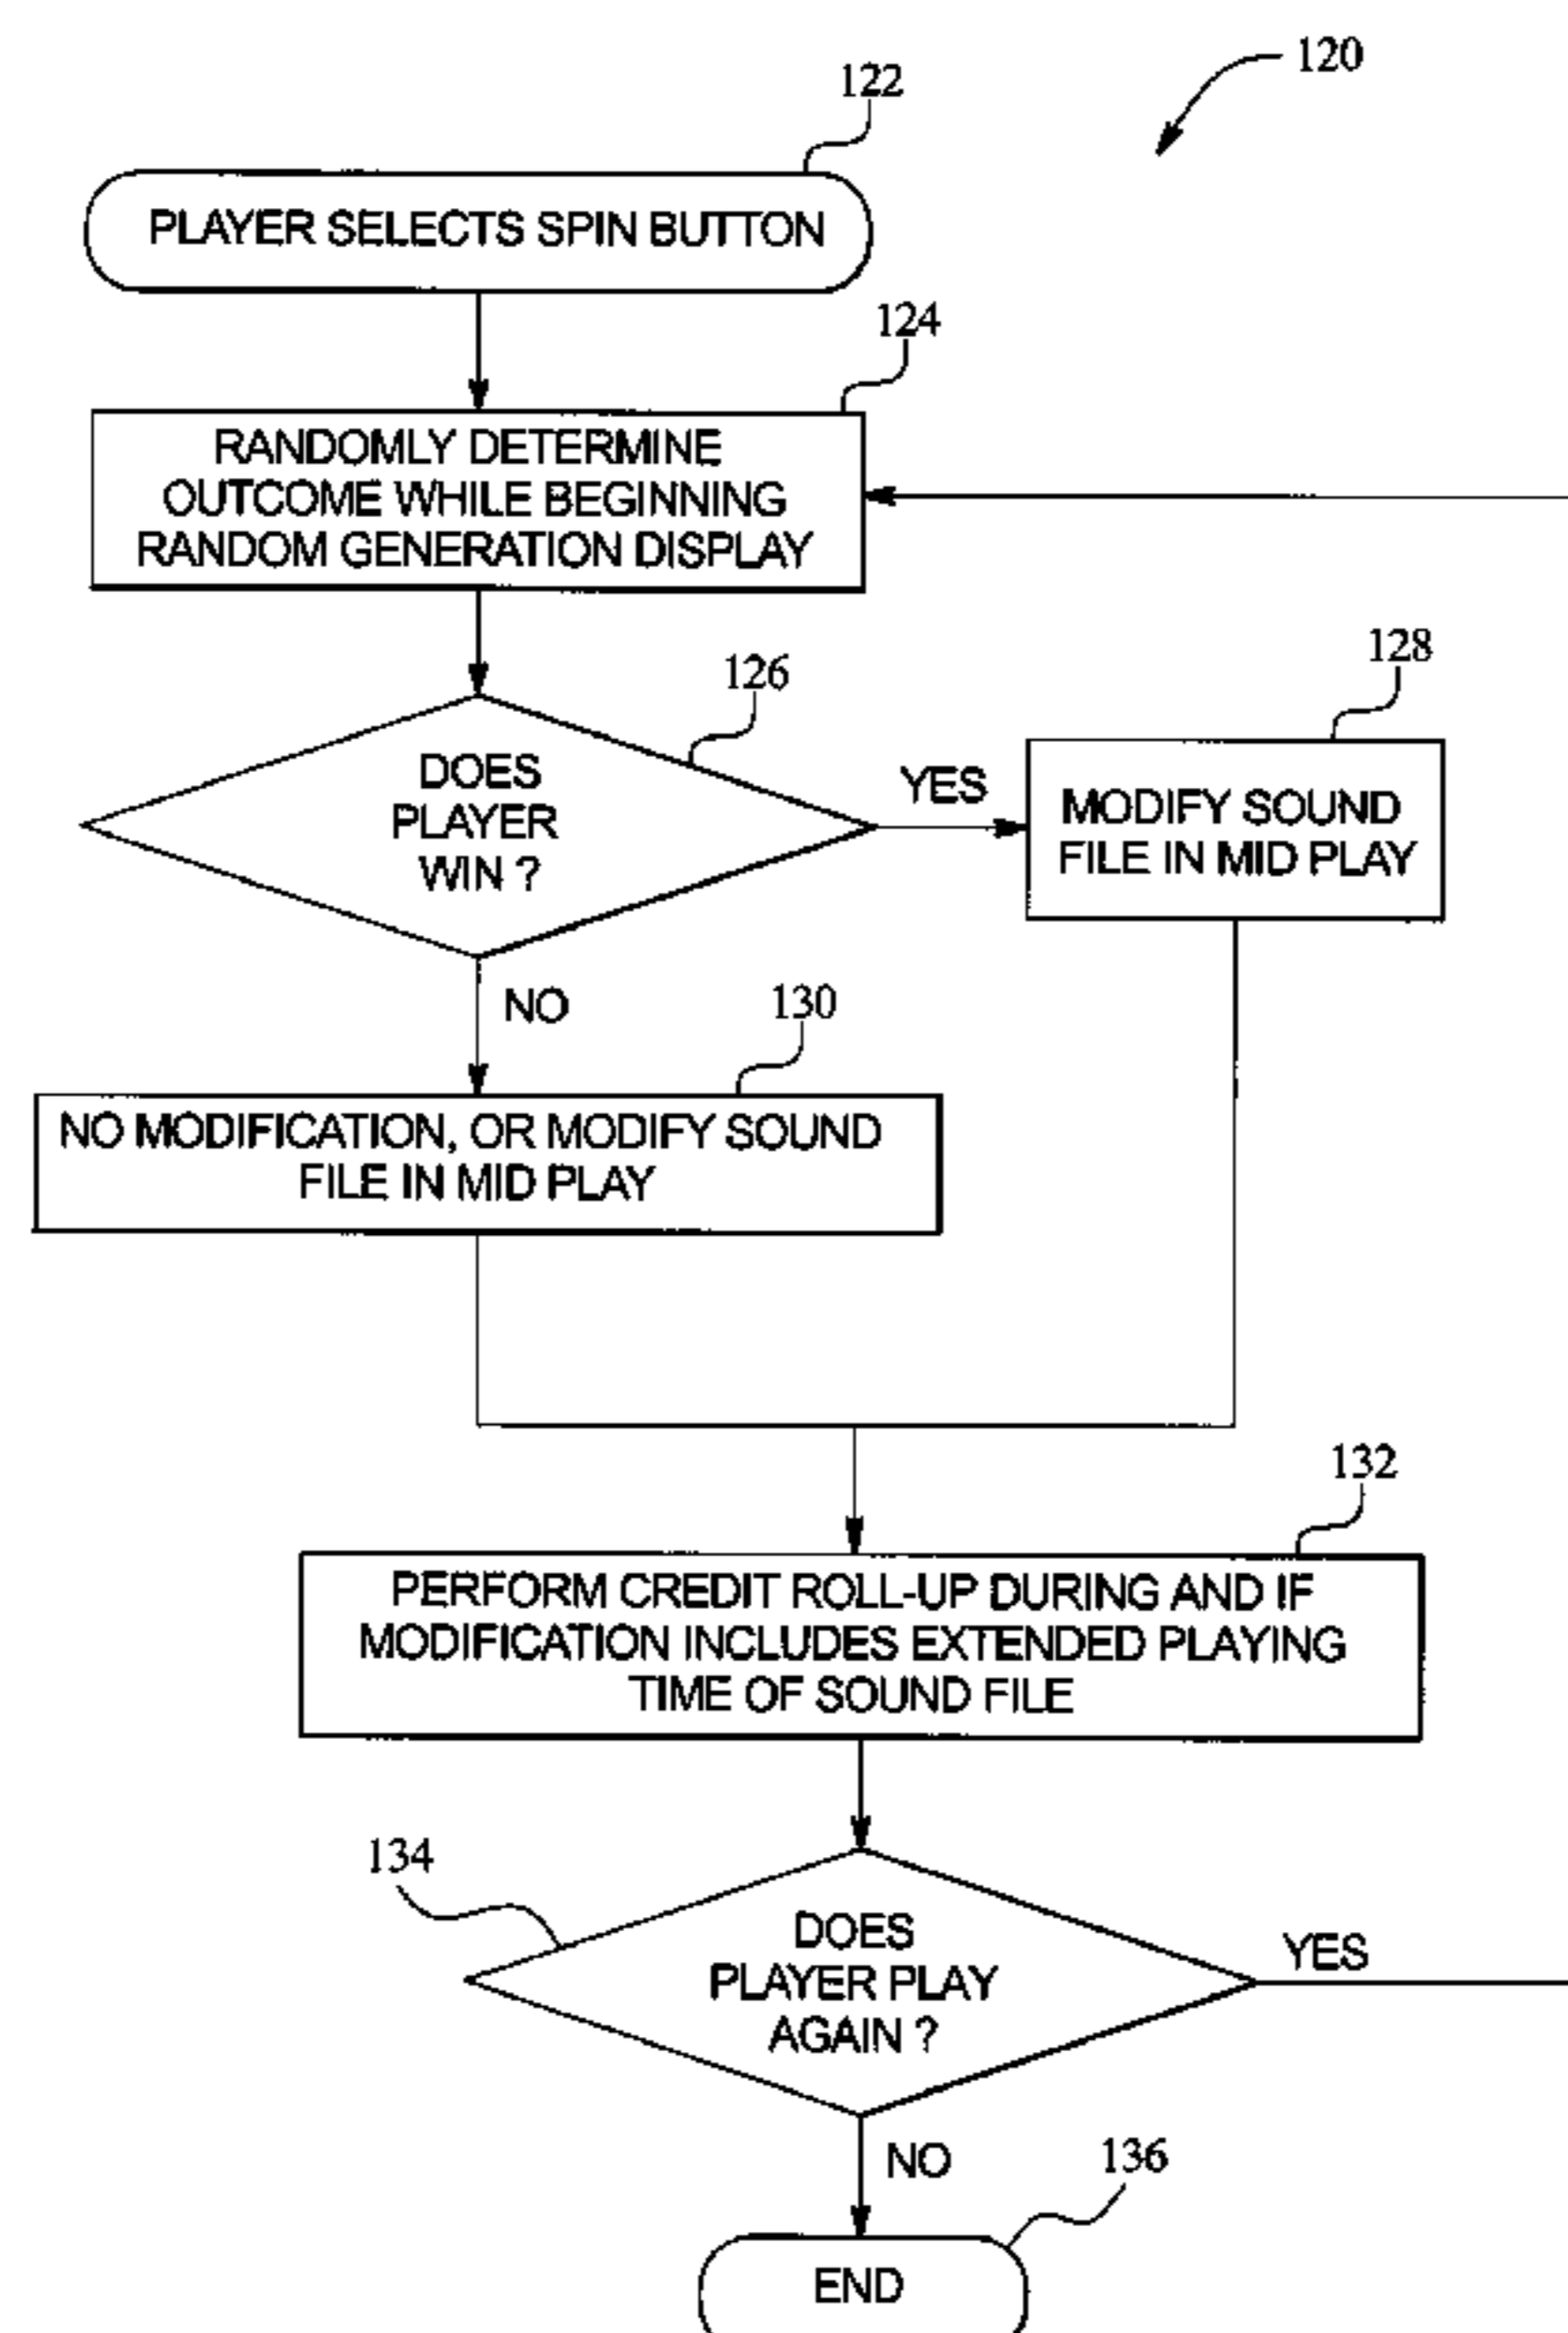 120
122
PLAYER SELECTS SPIN BUTTON
124
RANDOMLY DETERMINE
OUTCOME WHILE BEGINNING
RANDOM GENERATION DISPLAY
126
DOES
PLAYER
WIN ?
YES
128
MODIFY SOUND
FILE IN MID PLAY
NO
130
NO MODIFICATION, OR MODIFY SOUND
FILE IN MID PLAY
132
PERFORM CREDIT ROLL-UP DURING AND IF
MODIFICATION INCLUDES EXTENDED PLAYING
TIME OF SOUND FILE
134
DOES
PLAYER PLAY
AGAIN ?
YES
NO
136
END